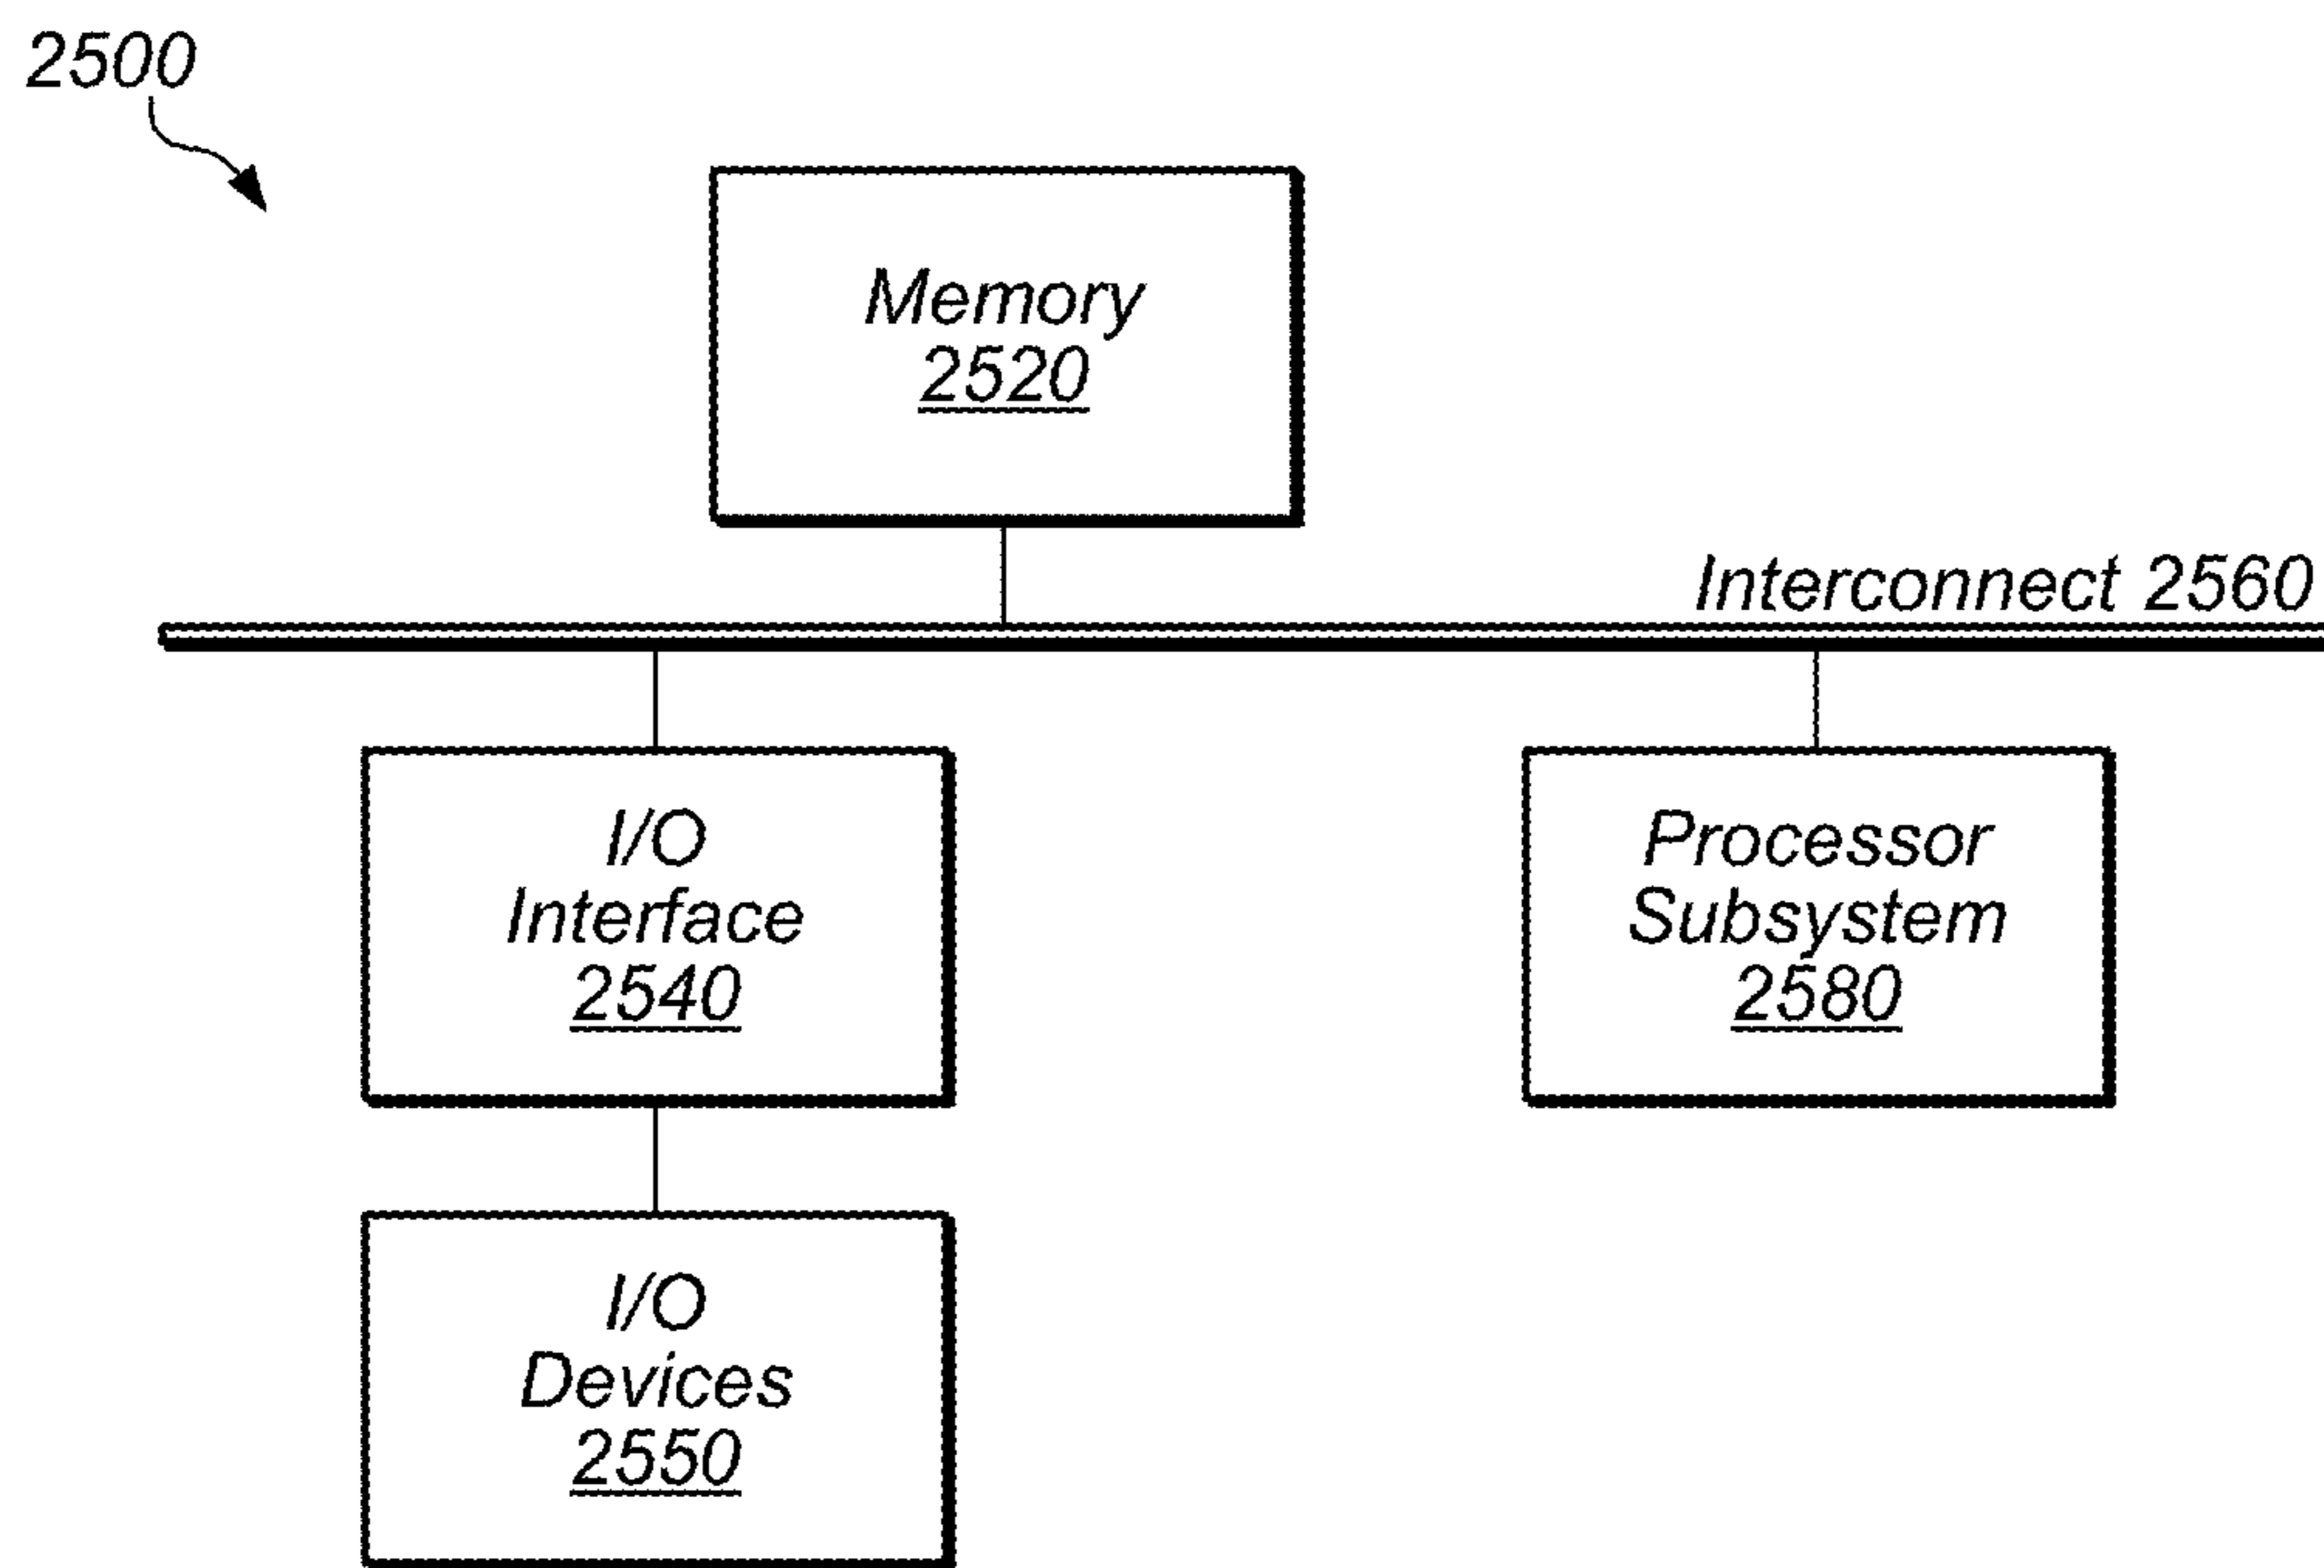 2500
Memory
2520
Interconnect 2560
I/O
Interface
2540
Processor
Subsystem
2580
I/O
Devices
2550